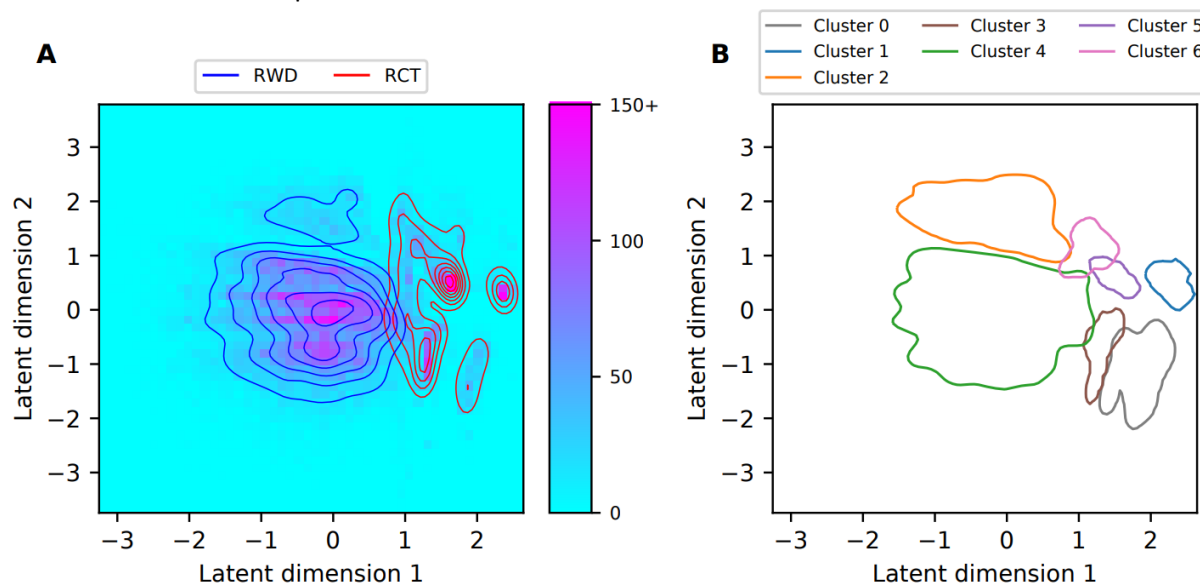 A
RWD RCT
3
2
1
0
−1
−2
−3
Latent dimension 2
−3 −2 −1 0 1 2
Latent dimension 1
150+
100
50
0
B
Cluster 0 Cluster 3 Cluster 5
Cluster 1 Cluster 4 Cluster 6
Cluster 2
3
2
1
0
−1
−2
−3
Latent dimension 2
−3 −2 −1 0 1 2
Latent dimension 1